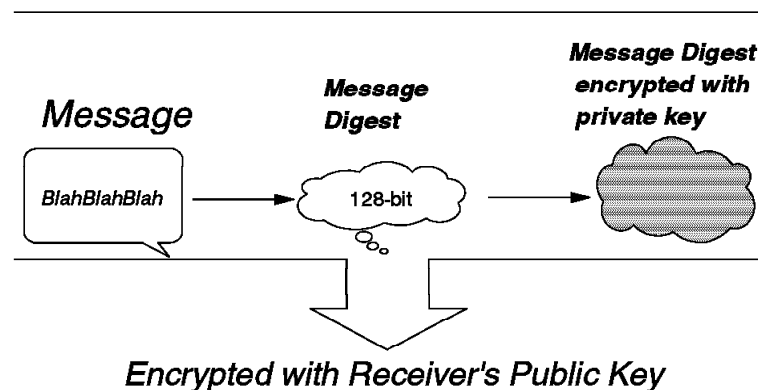 Message
BlahBlahBlah
Message
Digest
128-bit
Message Digest
encrypted with
private key
Encrypted with Receiver's Public Key